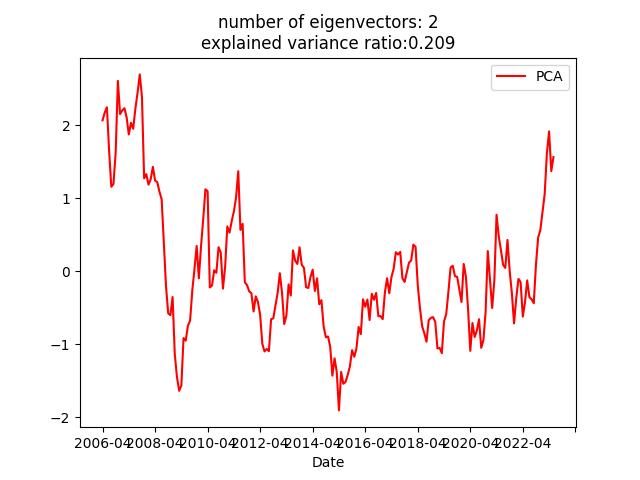 number of eigenvectors: 2
explained variance ratio:0.209
PCA
2
1
0
−1
−2
2006-04 2008-04 2010-04 2012-04 2014-04 2016-04 2018-04 2020-04 2022-04
Date